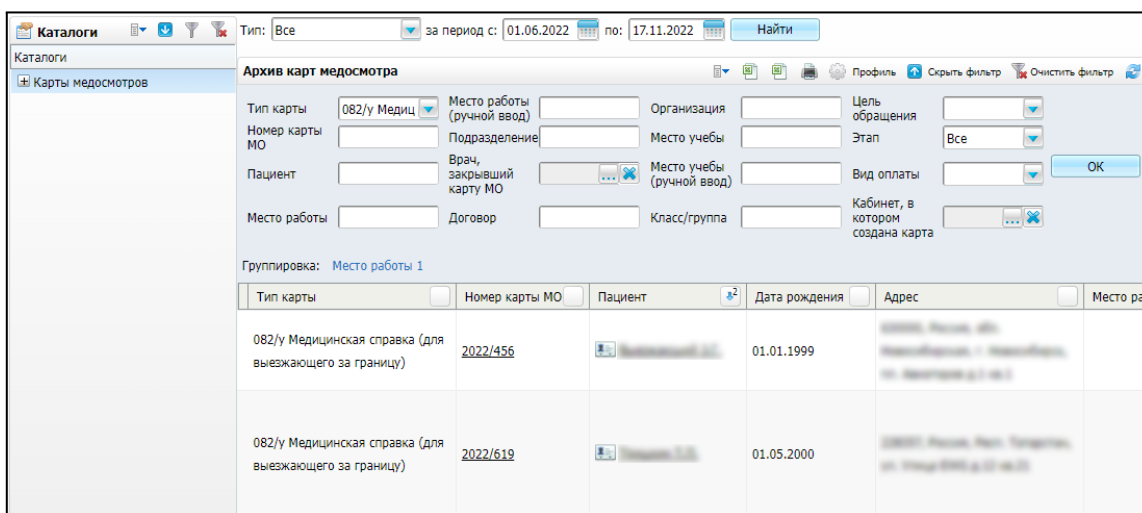 Каталоги
Тип: Все за период с: 01.06.2022 по: 17.11.2022 Найти
Каталоги
Карты медосмотров
Архив карт медосмотра
Профиль Скрыть фильтр Очистить фильтр
Тип карты 082/у Медиц
Место работы
(ручной ввод)
Организация
Цель
обращения
Номер карты
МО
Подразделение
Место учебы
Этап Все
Пациент
Врач,
закрывший
карту МО
...
Место учебы
(ручной ввод)
Вид оплаты
ОК
Место работы
Договор
Класс/группа
Кабинет, в
котором
создана карта
...
Группировка: Место работы 1
Тип карты Номер карты МО Пациент 2 Дата рождения Адрес Место ра
082/у Медицинская справка (для
выезжающего за границу)
2022/456
01.01.1999
082/у Медицинская справка (для
выезжающего за границу)
2022/619
01.05.2000